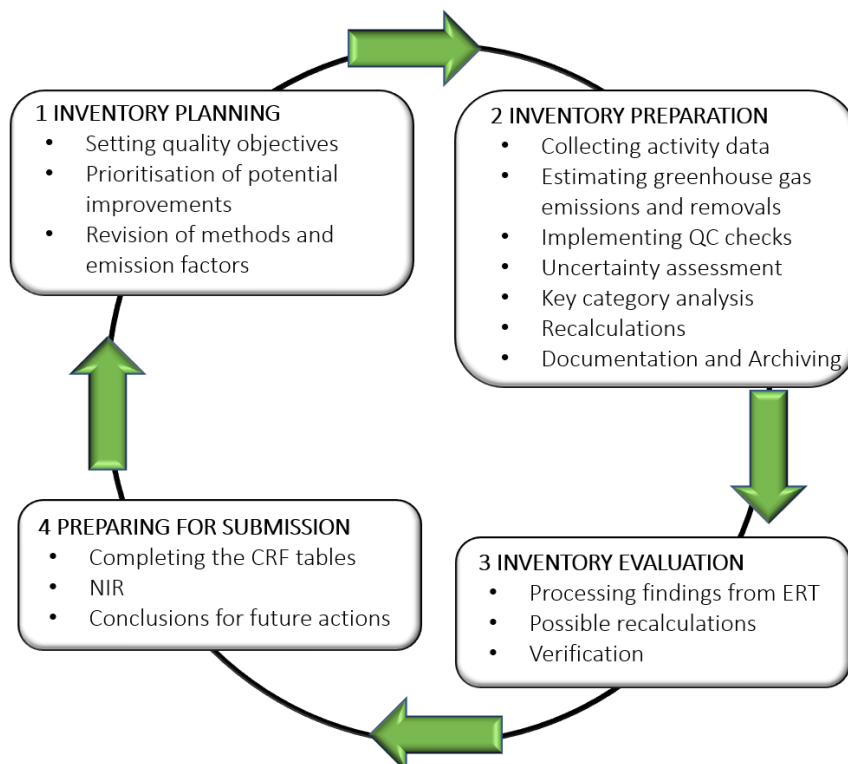 1 INVENTORY PLANNING
• Setting quality objectives
• Prioritisation of potential
improvements
• Revision of methods and
emission factors
2 INVENTORY PREPARATION
• Collecting activity data
• Estimating greenhouse gas
emissions and removals
• Implementing QC checks
• Uncertainty assessment
• Key category analysis
• Recalculations
• Documentation and Archiving
3 INVENTORY EVALUATION
• Processing findings from ERT
• Possible recalculations
• Verification
4 PREPARING FOR SUBMISSION
• Completing the CRF tables
• NIR
• Conclusions for future actions